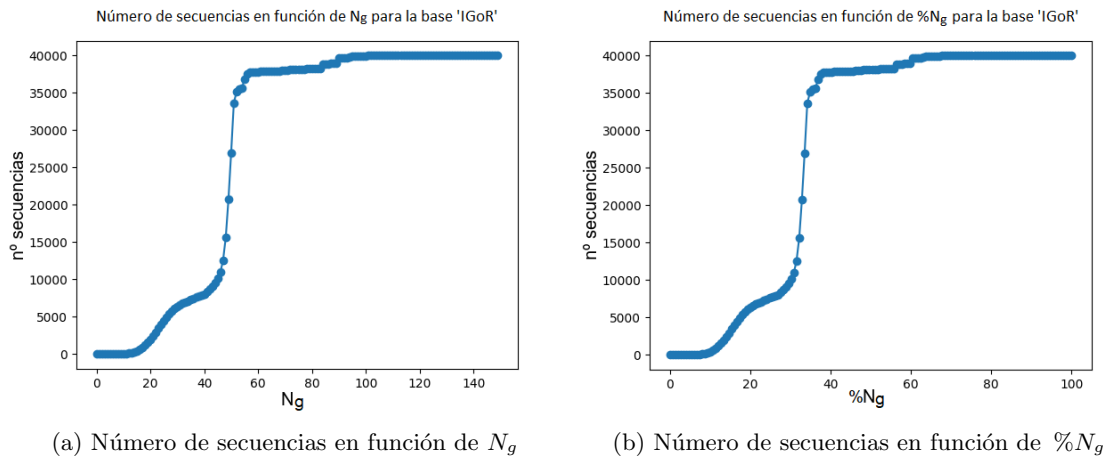 Número de secuencias en función de Ng para la base 'IGoR'
40000
35000
30000
25000
20000
15000
10000
5000
0
nº secuencias
0 20 40 60 80 100 120 140
Ng
(a) Número de secuencias en función de Ng
Número de secuencias en función de %Ng para la base 'IGoR'
40000
35000
30000
25000
20000
15000
10000
5000
0
nº secuencias
0 20 40 60 80 100
%Ng
(b) Número de secuencias en función de %Ng